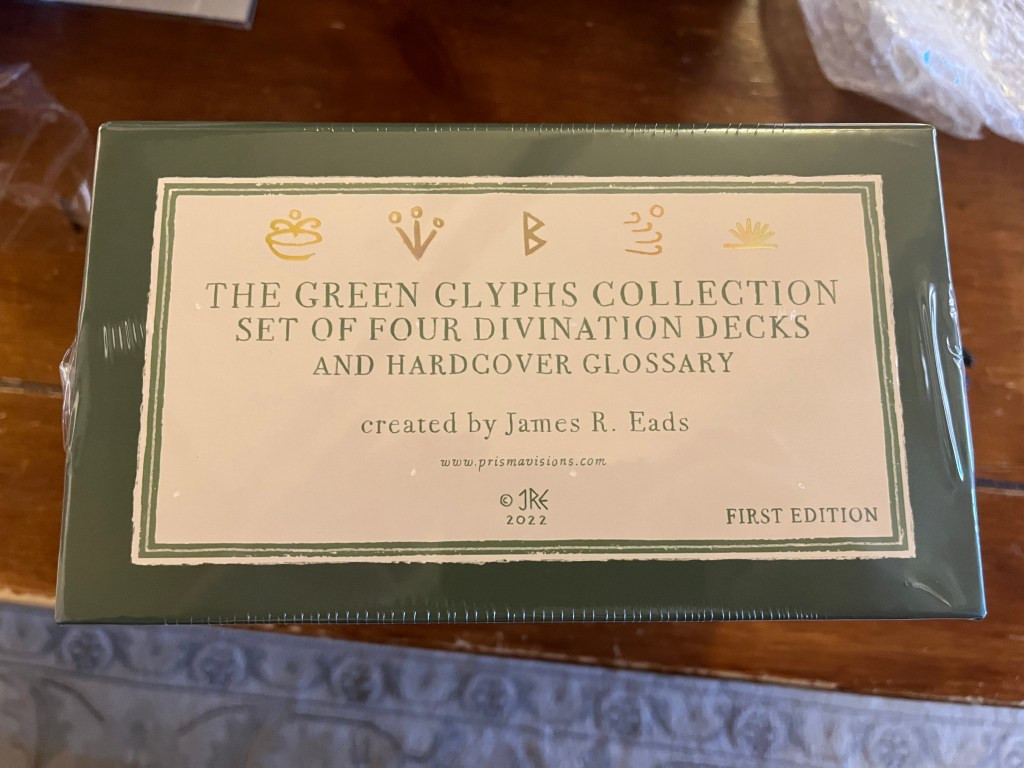 THE GREEN GLYPHS COLLECTION
SET OF FOUR DIVINATION DECKS
AND HARDCOVER GLOSSARY
created by James R. Eads
www.prismavisions.com
© JRE
2022
FIRST EDITION